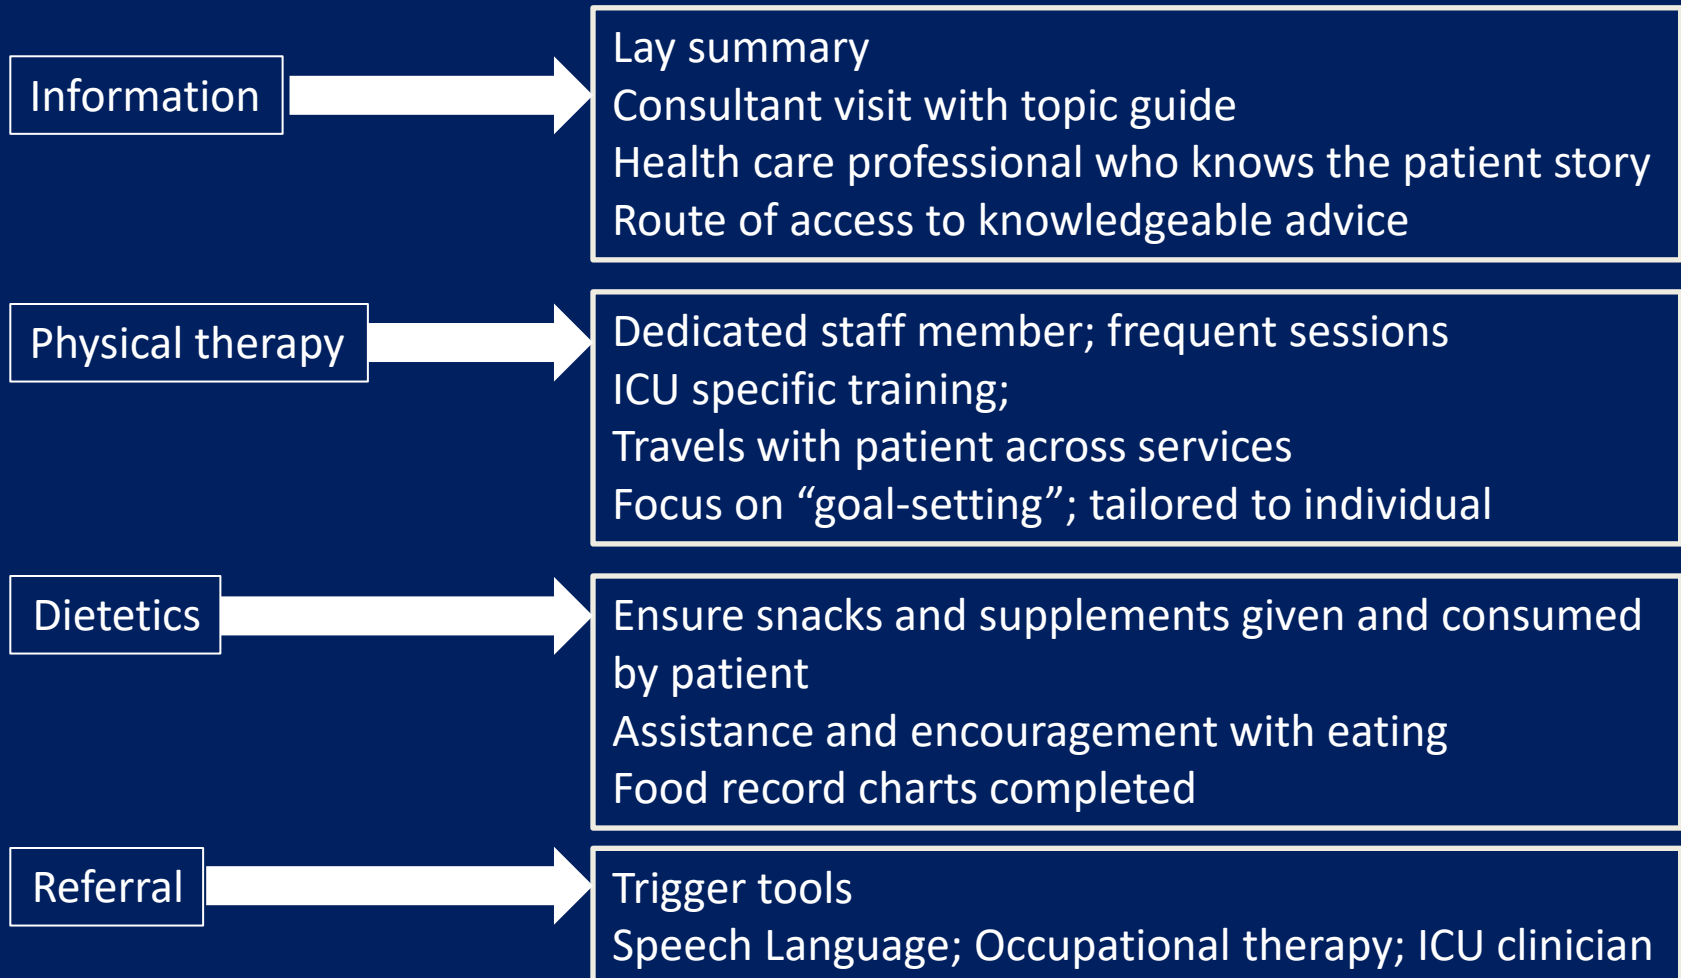 Information
Lay summary
Consultant visit with topic guide
Health care professional who knows the patient story
Route of access to knowledgeable advice
Physical therapy
Dedicated staff member; frequent sessions
ICU specific training;
Travels with patient across services
Focus on “goal-setting”; tailored to individual
Dietetics
Ensure snacks and supplements given and consumed
by patient
Assistance and encouragement with eating
Food record charts completed
Referral
Trigger tools
Speech Language; Occupational therapy; ICU clinician